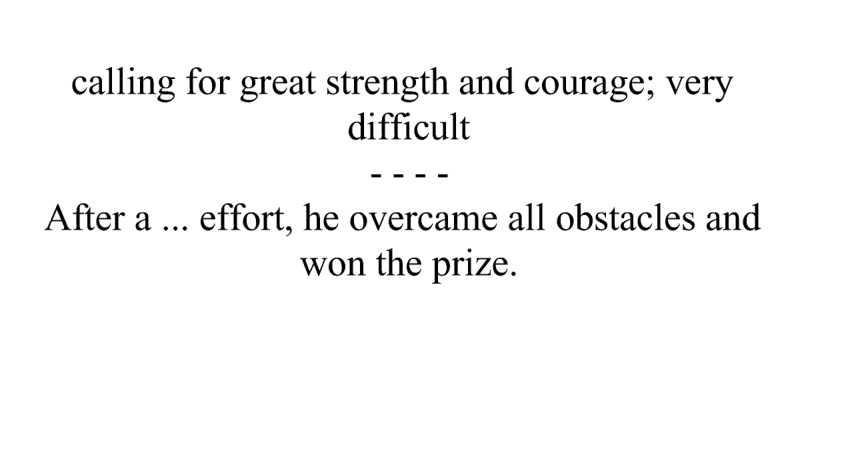 calling for great strength and courage; very
difficult
- - - -
After a ... effort, he overcame all obstacles and
won the prize.